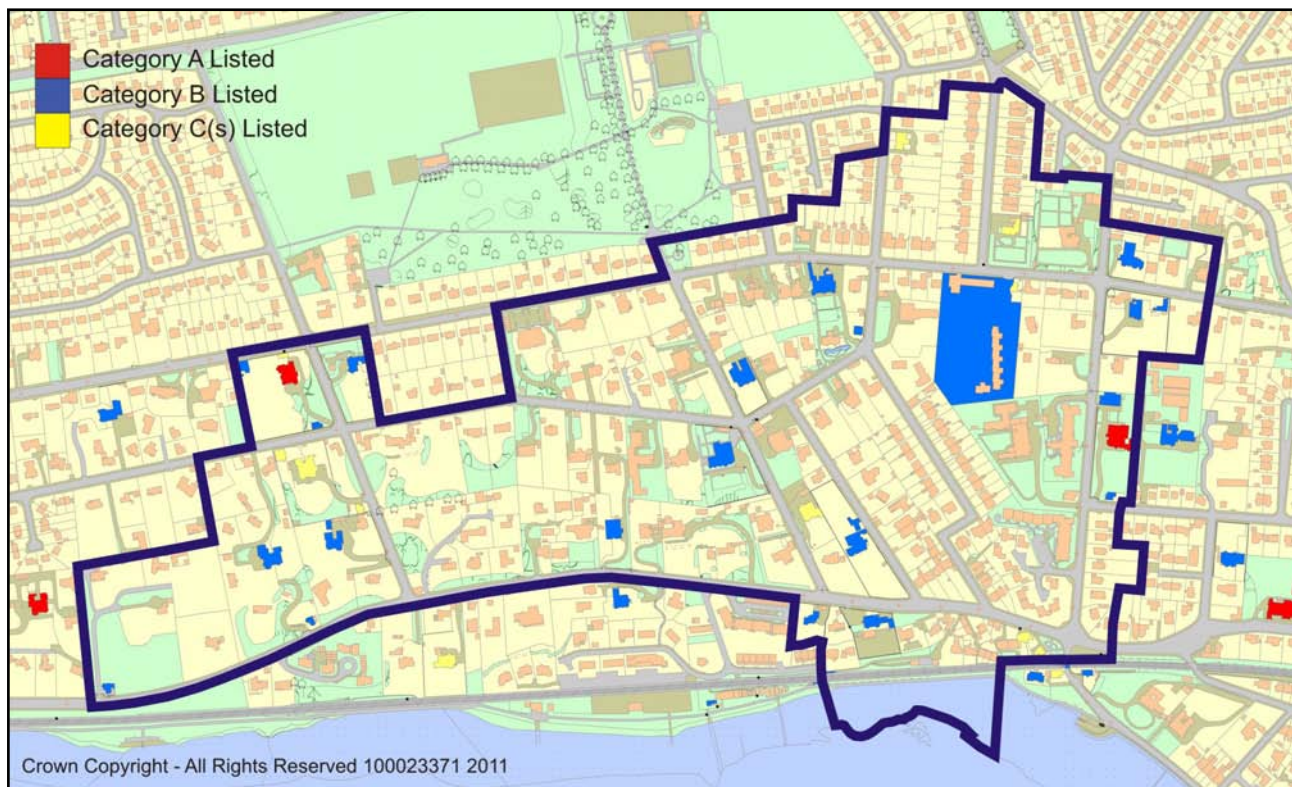 Category A Listed
Category B Listed
Category C(s) Listed
Crown Copyright - All Rights Reserved 100023371 2011